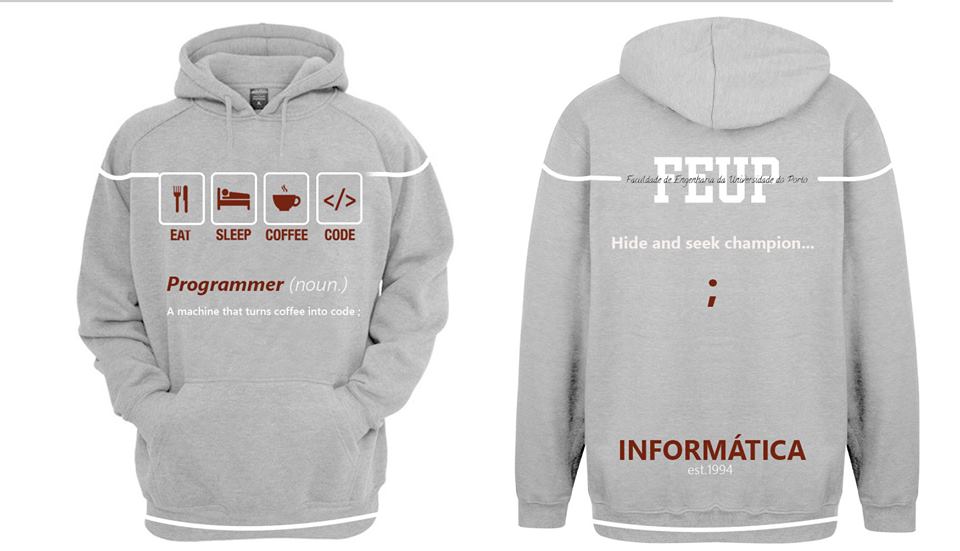 EAT SLEEP COFFEE CODE
</>
Programmer (noun.)
A machine that turns coffee into code ;
FEUP
Faculdade de Engenharia da Universidade do Porto
Hide and seek champion...
;
INFORMÁTICA
est.1994